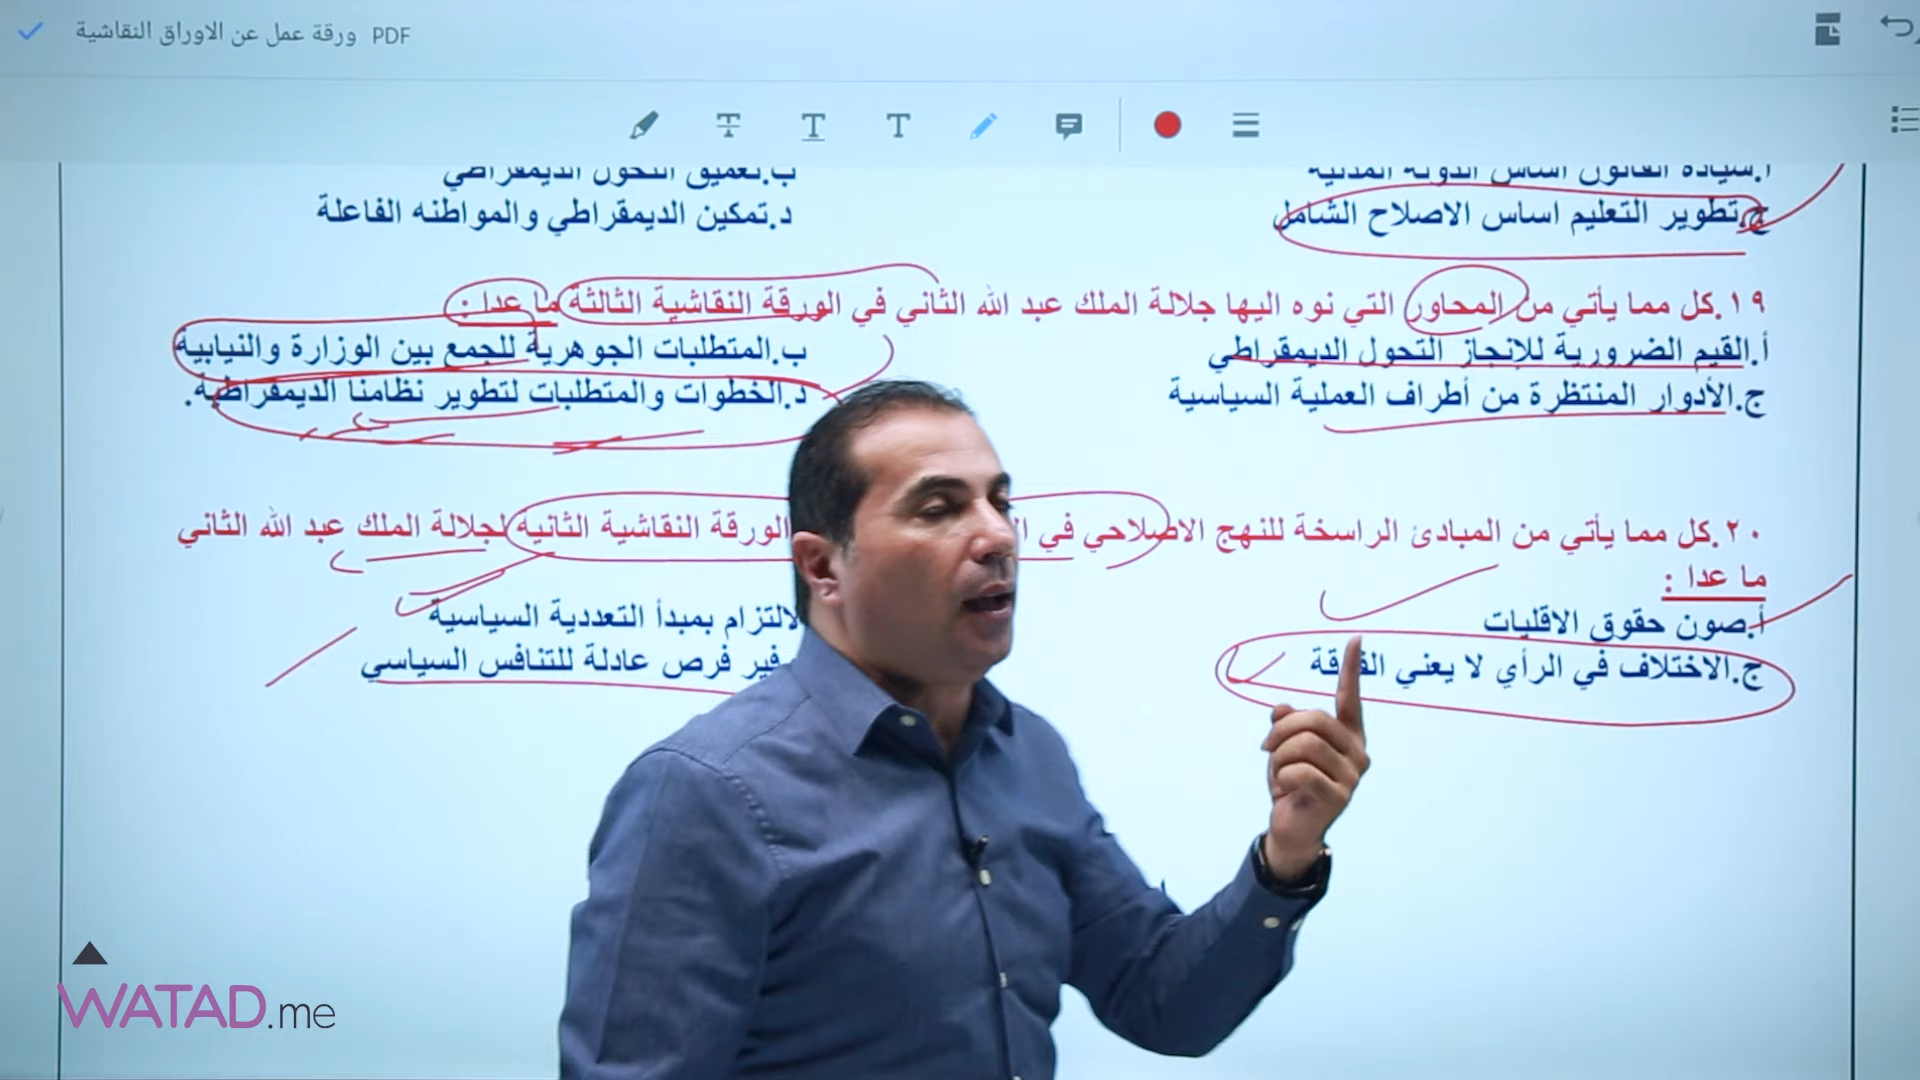 ورقة عمل عن الاوراق النقاشية PDF
أ.سيادة القانون اساس الدولة المدنية
ب.تعميق التحول الديمقراطي
ج.تطوير التعليم اساس الاصلاح الشامل
د.تمكين الديمقراطي والمواطنه الفاعلة
١٩.كل مما يأتي من المحاور التي نوه اليها جلالة الملك عبد الله الثاني في الورقة النقاشية الثالثة ما عدا :
أ.القيم الضرورية للإنجاز التحول الديمقراطي
ب.المتطلبات الجوهرية للجمع بين الوزارة والنيابية
ج.الأدوار المنتظرة من أطراف العملية السياسية
د.الخطوات والمتطلبات لتطوير نظامنا الديمقراطية.
٢٠.كل مما يأتي من المبادئ الراسخة للنهج الاصلاحي في الورقة النقاشية الثانية لجلالة الملك عبد الله الثاني
ما عدا :
أ.صون حقوق الاقليات
لالتزام بمبدأ التعددية السياسية
ج.الاختلاف في الرأي لا يعني
فير فرص عادلة للتنافس السياسي
WATAD.me